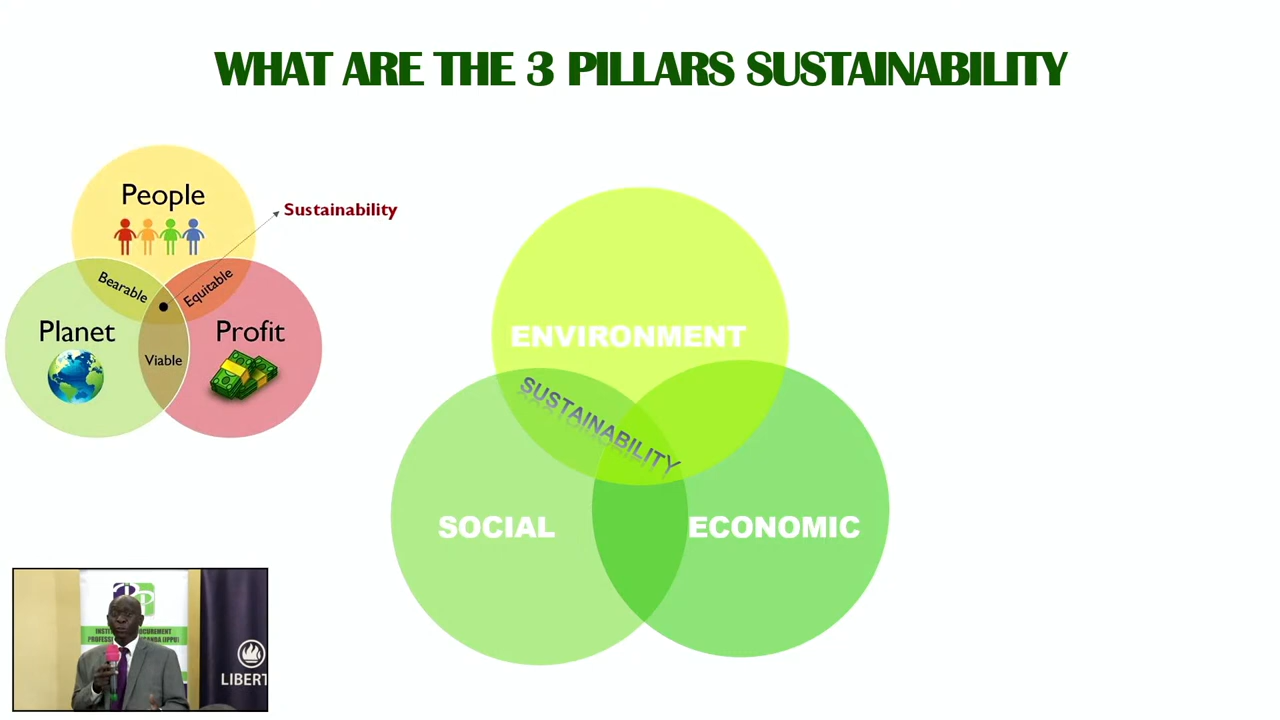 WHAT ARE THE 3 PILLARS SUSTAINABILITY
People
Sustainability
Bearable
Equitable
Planet
Profit
Viable
ENVIRONMENT
SUSTAINABILITY
SOCIAL
ECONOMIC
LIBERT